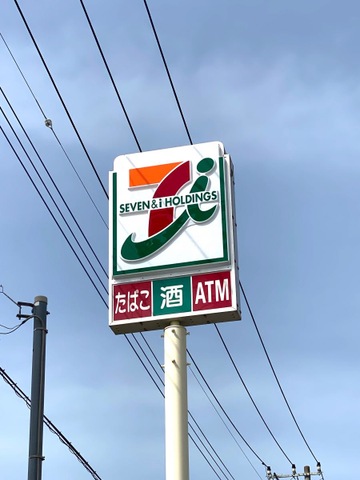 SEVEN&i HOLDINGS
たばこ 酒 ATM